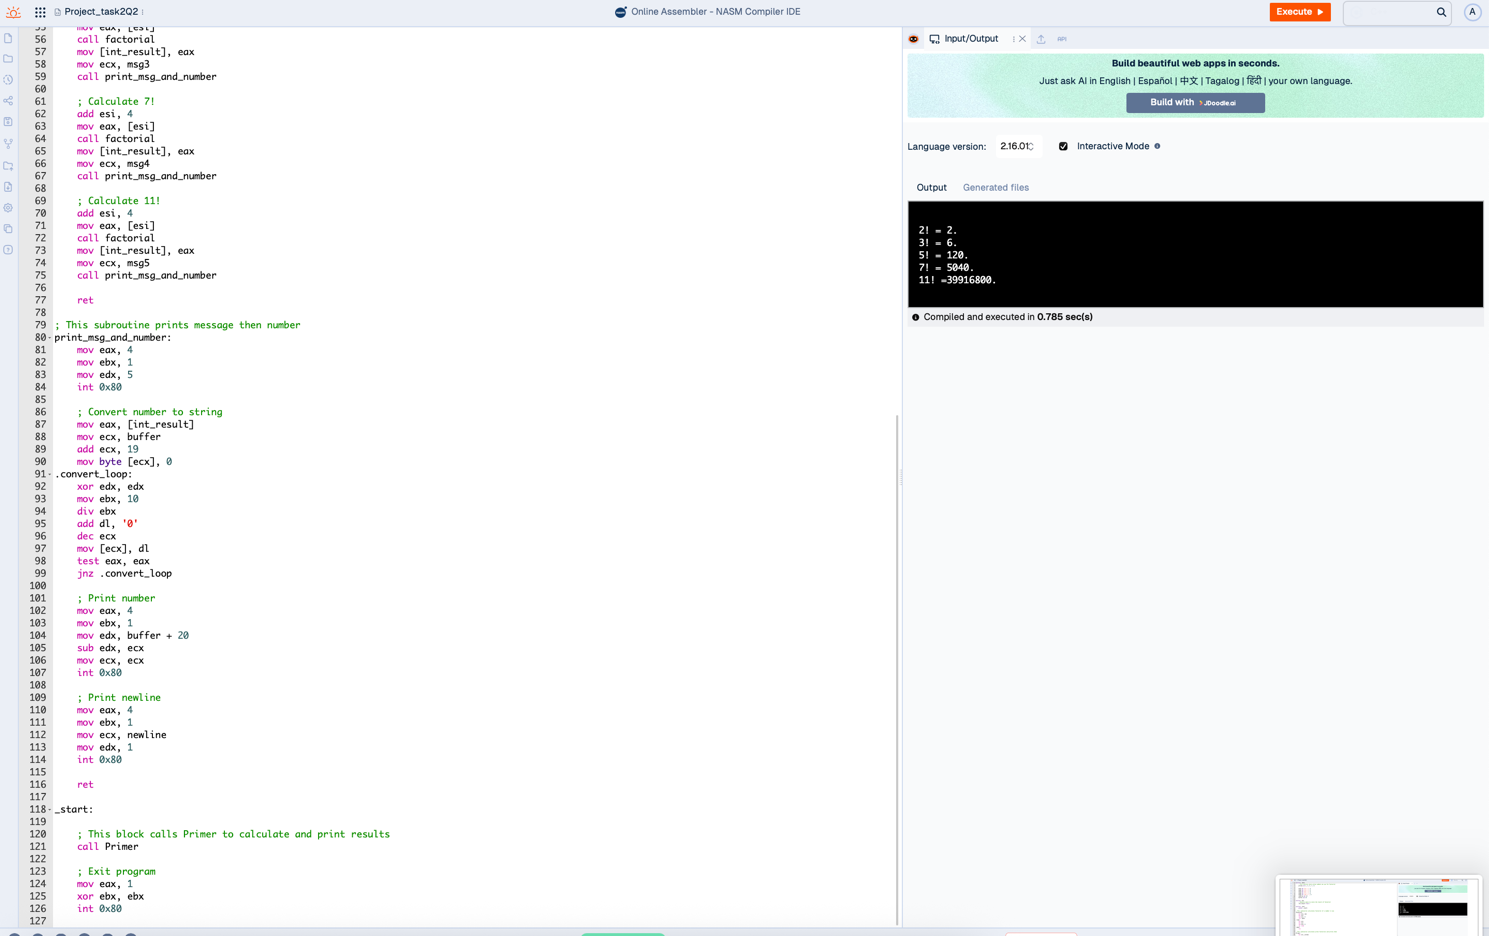 Project_task2Q2
Online Assembler - NASM Compiler IDE
Execute
A
55 mov eax, [esi]
56 call factorial
57 mov [int_result], eax
58 mov ecx, msg3
59 call print_msg_and_number
60
61 ; Calculate 7!
62 add esi, 4
63 mov eax, [esi]
64 call factorial
65 mov [int_result], eax
66 mov ecx, msg4
67 call print_msg_and_number
68
69 ; Calculate 11!
70 add esi, 4
71 mov eax, [esi]
72 call factorial
73 mov [int_result], eax
74 mov ecx, msg5
75 call print_msg_and_number
76
77 ret
78
79 ; This subroutine prints message then number
80 print_msg_and_number:
81 mov eax, 4
82 mov ebx, 1
83 mov edx, 5
84 int 0x80
85
86 ; Convert number to string
87 mov eax, [int_result]
88 mov ecx, buffer
89 add ecx, 19
90 mov byte [ecx], 0
91 .convert_loop:
92 xor edx, edx
93 mov ebx, 10
94 div ebx
95 add dl, '0'
96 dec ecx
97 mov [ecx], dl
98 test eax, eax
99 jnz .convert_loop
100
101 ; Print number
102 mov eax, 4
103 mov ebx, 1
104 mov edx, buffer + 20
105 sub edx, ecx
106 mov ecx, ecx
107 int 0x80
108
109 ; Print newline
110 mov eax, 4
111 mov ebx, 1
112 mov ecx, newline
113 mov edx, 1
114 int 0x80
115
116 ret
117
118 _start:
119
120 ; This block calls Primer to calculate and print results
121 call Primer
122
123 ; Exit program
124 mov eax, 1
125 xor ebx, ebx
126 int 0x80
127
Input/Output
API
Build beautiful web apps in seconds.
Just ask AI in English | Español | 中文 | Tagalog | हिंदी | your own language.
Build with JDoodle.ai
Language version: 2.16.01 Interactive Mode
Output Generated files
2! = 2.
3! = 6.
5! = 120.
7! = 5040.
11! =39916800.
Compiled and executed in 0.785 sec(s)